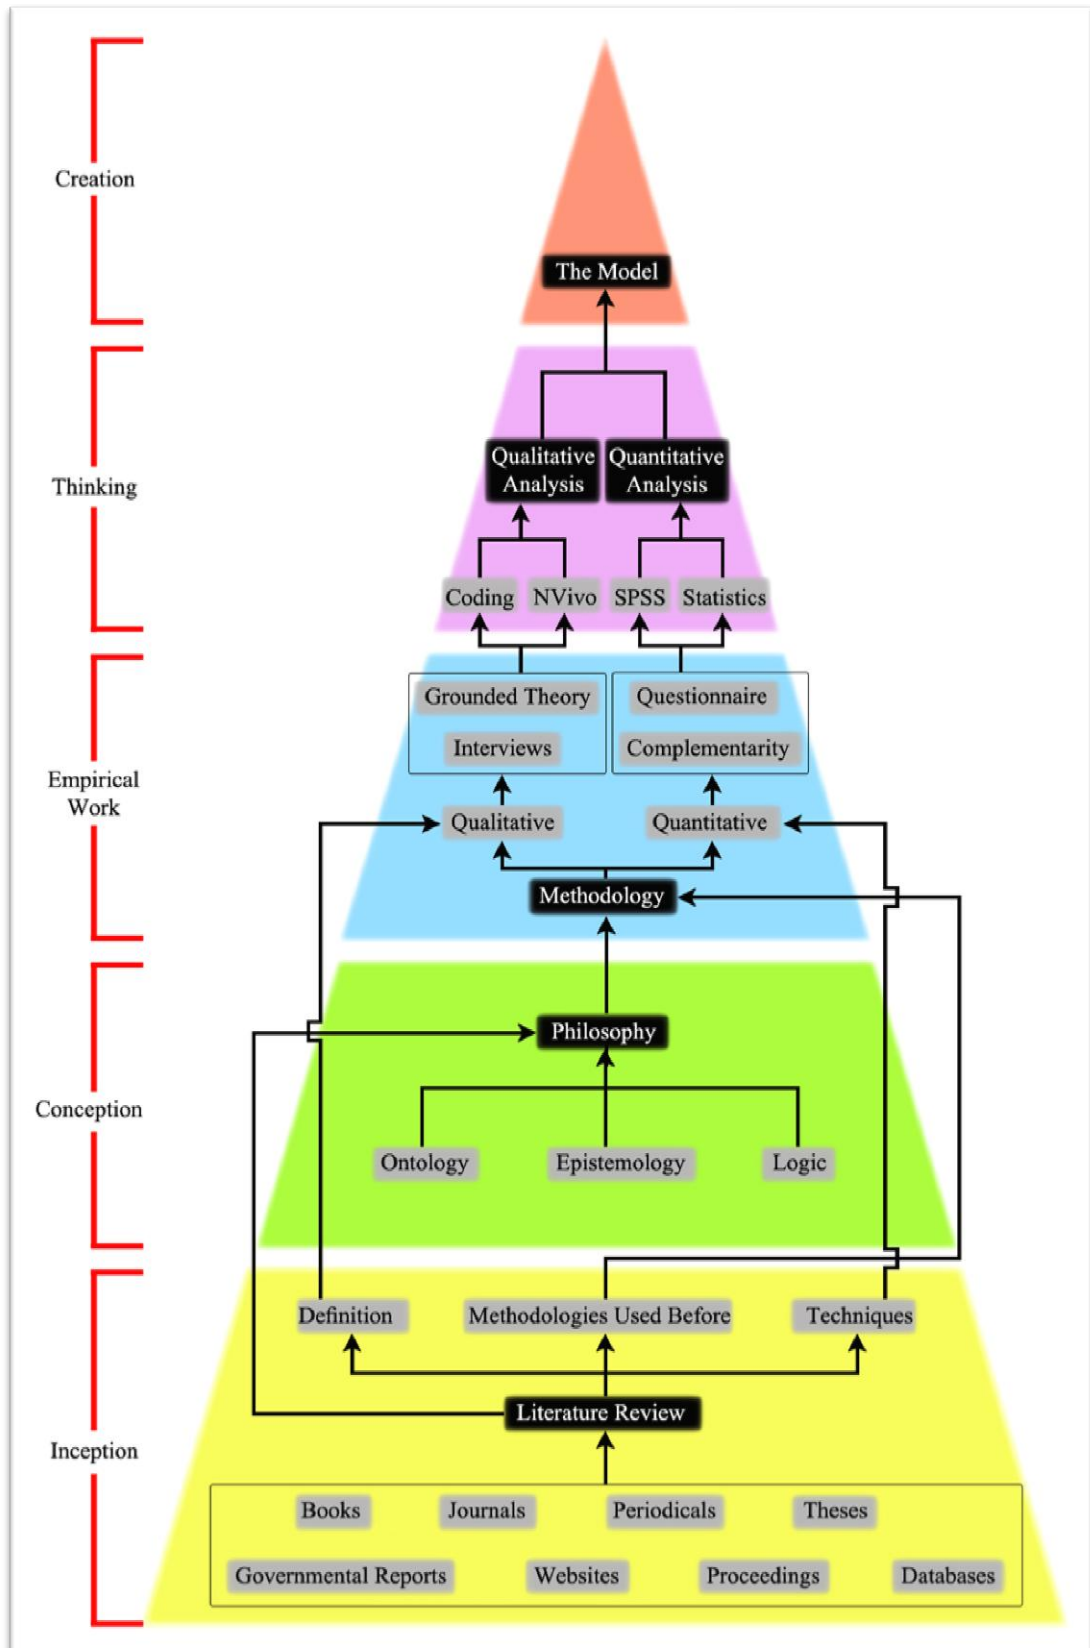 Creation
The Model
Thinking
Qualitative
Analysis
Quantitative
Analysis
Coding
NVivo
SPSS
Statistics
Empirical
Work
Grounded Theory
Questionnaire
Interviews
Complementarity
Qualitative
Quantitative
Methodology
Conception
Philosophy
Ontology
Epistemology
Logic
Inception
Definition
Methodologies Used Before
Techniques
Literature Review
Books
Journals
Periodicals
Theses
Governmental Reports
Websites
Proceedings
Databases